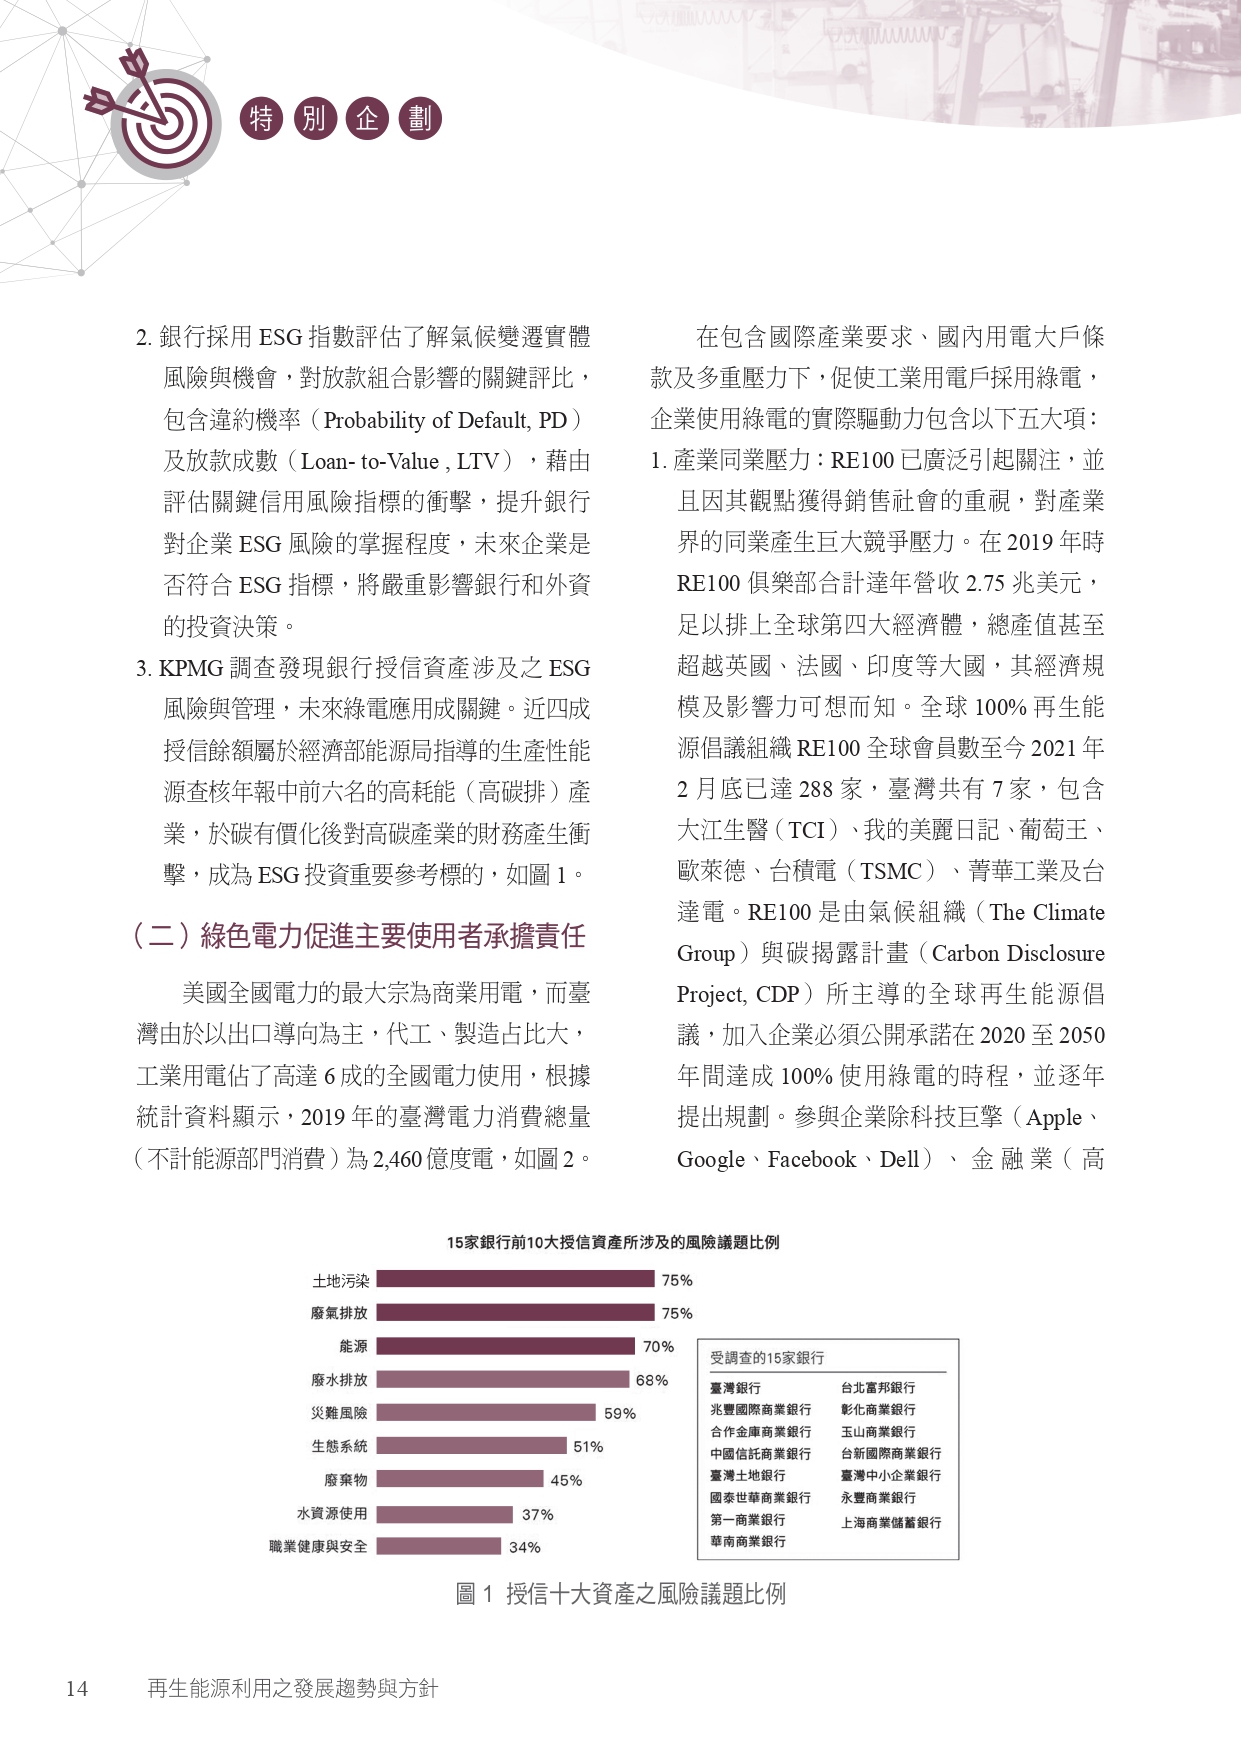 特別企劃
2. 銀行採用 ESG 指數評估了解氣候變遷實體
風險與機會，對放款組合影響的關鍵評比，
包含違約機率（Probability of Default, PD）
及放款成數（Loan- to-Value , LTV），藉由
評估關鍵信用風險指標的衝擊，提升銀行
對企業 ESG 風險的掌握程度，未來企業是
否符合 ESG 指標，將嚴重影響銀行和外資
的投資決策。
3. KPMG 調查發現銀行授信資產涉及之 ESG
風險與管理，未來綠電應用成關鍵。近四成
授信餘額屬於經濟部能源局指導的生產性能
源查核年報中前六名的高耗能（高碳排）產
業，於碳有價化後對高碳產業的財務產生衝
擊，成為 ESG 投資重要參考標的，如圖 1。
（二）綠色電力促進主要使用者承擔責任
美國全國電力的最大宗為商業用電，而臺
灣由於以出口導向為主，代工、製造占比大，
工業用電佔了高達 6 成的全國電力使用，根據
統計資料顯示，2019 年的臺灣電力消費總量
（不計能源部門消費）為 2,460 億度電，如圖 2。
在包含國際產業要求、國內用電大戶條
款及多重壓力下，促使工業用電戶採用綠電，
企業使用綠電的實際驅動力包含以下五大項：
1. 產業同業壓力：RE100 已廣泛引起關注，並
且因其觀點獲得銷售社會的重視，對產業
界的同業產生巨大競爭壓力。在 2019 年時
RE100 俱樂部合計達年營收 2.75 兆美元，
足以排上全球第四大經濟體，總產值甚至
超越英國、法國、印度等大國，其經濟規
模及影響力可想而知。全球 100% 再生能
源倡議組織 RE100 全球會員數至今 2021 年
2 月底已達 288 家，臺灣共有 7 家，包含
大江生醫（TCI）、我的美麗日記、葡萄王、
歐萊德、台積電（TSMC）、菁華工業及台
達電。RE100 是由氣候組織（The Climate
Group）與碳揭露計畫（Carbon Disclosure
Project, CDP）所主導的全球再生能源倡
議，加入企業必須公開承諾在 2020 至 2050
年間達成 100% 使用綠電的時程，並逐年
提出規劃。參與企業除科技巨擘（Apple、
Google、Facebook、Dell）、金融業（高
15家銀行前10大授信資產所涉及的風險議題比例
土地污染 75%
廢氣排放 75%
能源 70%
廢水排放 68%
災難風險 59%
生態系統 51%
廢棄物 45%
水資源使用 37%
職業健康與安全 34%
受調查的15家銀行
臺灣銀行 台北富邦銀行
兆豐國際商業銀行 彰化商業銀行
合作金庫商業銀行 玉山商業銀行
中國信託商業銀行 台新國際商業銀行
臺灣土地銀行 臺灣中小企業銀行
國泰世華商業銀行 永豐商業銀行
第一商業銀行 上海商業儲蓄銀行
華南商業銀行
圖 1 授信十大資產之風險議題比例
14 再生能源利用之發展趨勢與方針